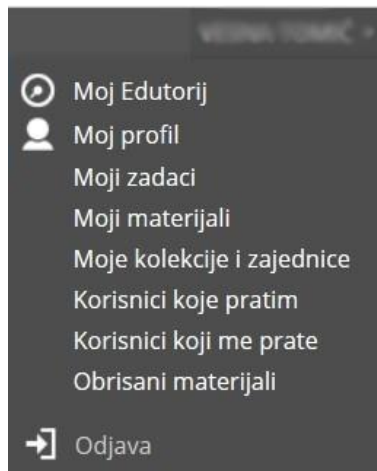 Moj Edutorij
Moj profil
Moji zadaci
Moji materijali
Moje kolekcije i zajednice
Korisnici koje pratim
Korisnici koji me prate
Obrisani materijali
Odjava